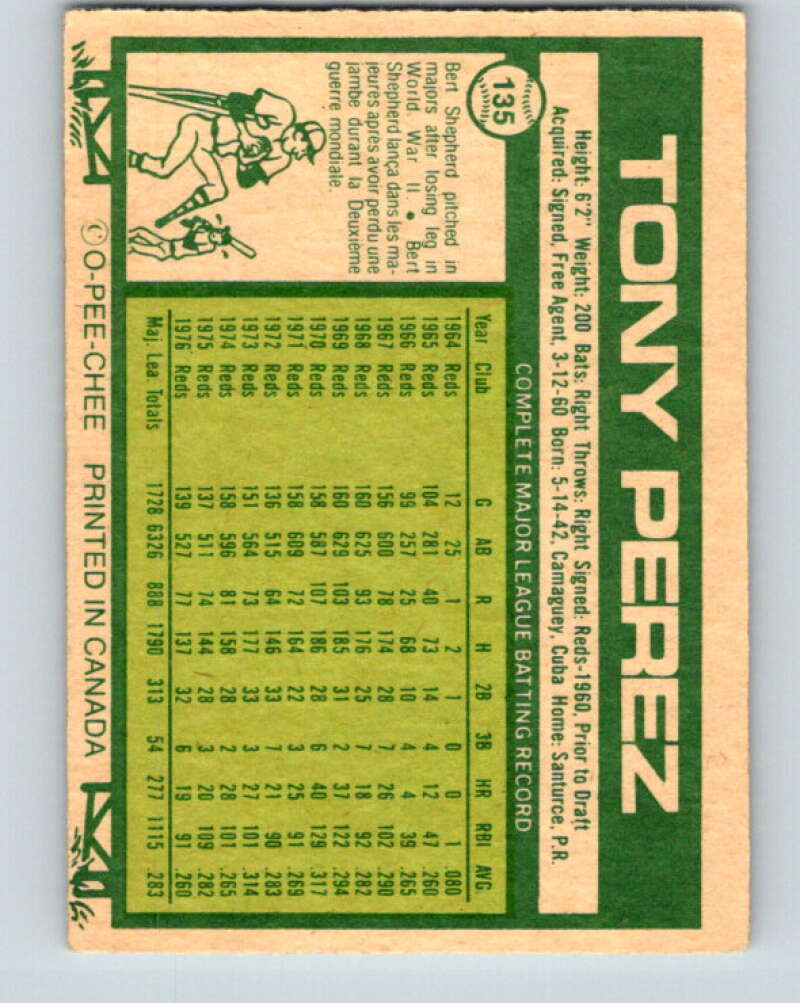 TONY PEREZ
Height: 6'2" Weight: 200 Bats: Right Throws: Right Signed: Reds-1960, Prior to Draft
Acquired: Signed, Free Agent, 3-12-60 Born: 5-14-42, Camaguey, Cuba Home: Santurce, P.R.
135
Bert Shepherd pitched in
majors after losing leg in
World. War II. • Bert
Shepherd lança dans les ma-
jeures après avoir perdu une
jambe durant la Deuxième
guerre mondiale.
COMPLETE MAJOR LEAGUE BATTING RECORD
Year Club G AB R H 2B 3B HR RBI AVG.
1964 Reds 12 25 1 2 1 0 0 1 .080
1965 Reds 104 281 40 73 14 4 12 47 .260
1966 Reds 99 257 25 68 10 4 4 39 .265
1967 Reds 156 600 78 174 28 7 26 102 .290
1968 Reds 160 625 93 176 25 7 18 92 .282
1969 Reds 160 629 103 185 31 2 37 122 .294
1970 Reds 158 587 107 186 28 6 40 129 .317
1971 Reds 158 609 72 164 22 3 25 91 .269
1972 Reds 136 515 64 146 33 7 21 90 .283
1973 Reds 151 564 73 177 33 3 27 101 .314
1974 Reds 158 596 81 158 28 2 28 101 .265
1975 Reds 137 511 74 144 28 3 20 109 .282
1976 Reds 139 527 77 137 32 6 19 91 .260
Maj. Lea. Totals 1728 6326 888 1790 313 54 277 1115 .283
© O-PEE-CHEE PRINTED IN CANADA